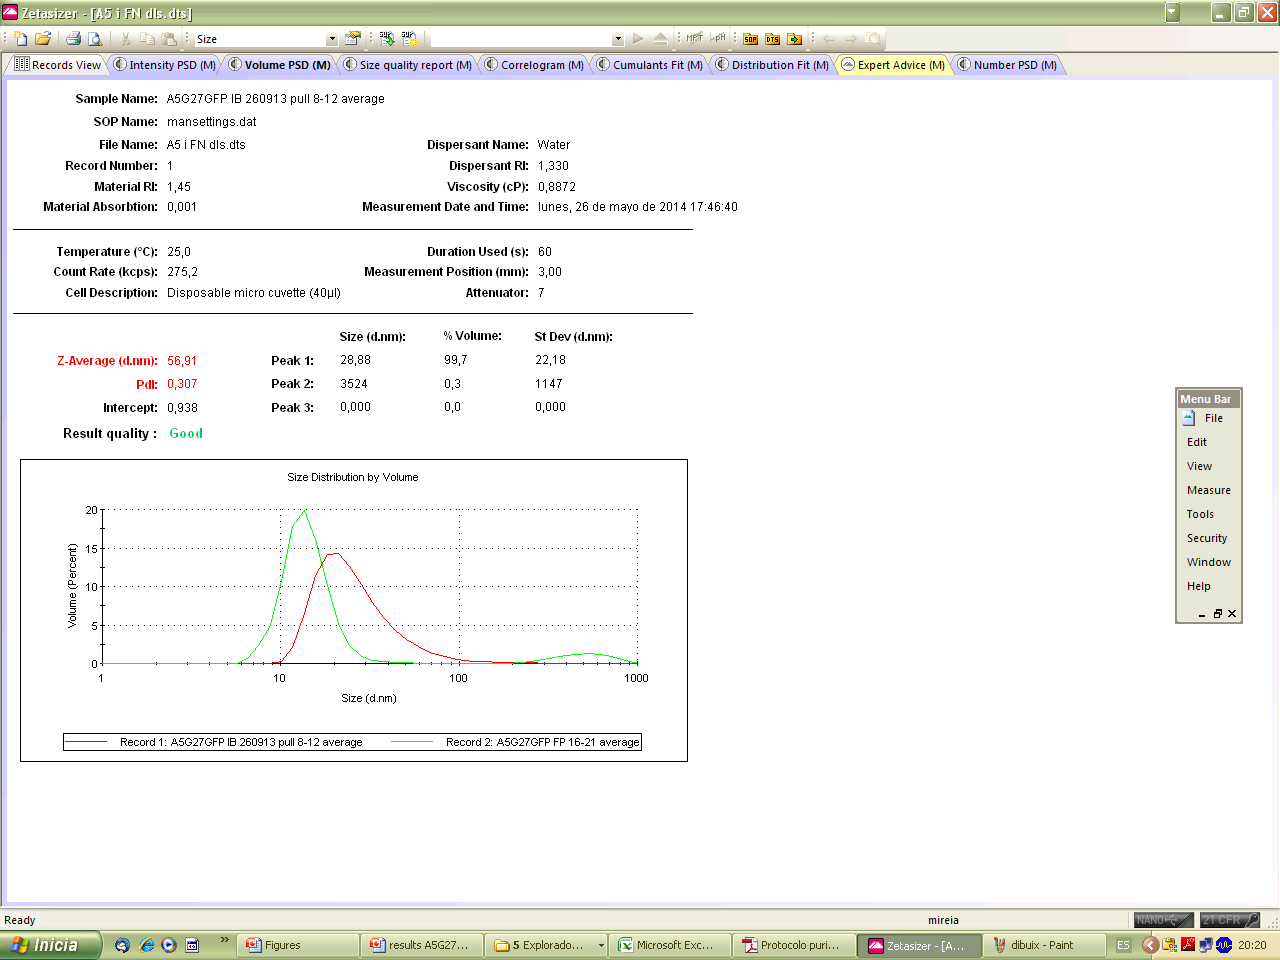 Zetasizer - [A5 i FN dls.dts]
Size
Records View
Intensity PSD (M)
Volume PSD (M)
Size quality report (M)
Correlogram (M)
Cumulants Fit (M)
Distribution Fit (M)
Expert Advice (M)
Number PSD (M)
Sample Name: A5G27GFP IB 260913 pull 8-12 average
SOP Name: mansettings.dat
File Name: A5 i FN dls.dts Dispersant Name: Water
Record Number: 1 Dispersant RI: 1,330
Material RI: 1,45 Viscosity (cP): 0,8872
Material Absorbtion: 0,001 Measurement Date and Time: lunes, 26 de mayo de 2014 17:46:40
Temperature (°C): 25,0 Duration Used (s): 60
Count Rate (kcps): 275,2 Measurement Position (mm): 3,00
Cell Description: Disposable micro cuvette (40µl) Attenuator: 7
Size (d.nm): % Volume: St Dev (d.nm):
Z-Average (d.nm): 56,91 Peak 1: 28,88 99,7 22,18
PdI: 0,307 Peak 2: 3524 0,3 1147
Intercept: 0,938 Peak 3: 0,000 0,0 0,000
Result quality : Good
Size Distribution by Volume
Volume (Percent)
20
15
10
5
0
1 10 100 1000
Size (d.nm)
Record 1: A5G27GFP IB 260913 pull 8-12 average Record 2: A5G27GFP FP 16-21 average
Menu Bar
File
Edit
View
Measure
Tools
Security
Window
Help
Ready mireia NANO 21 CFR
Inicia » Figures results A5G27... 5 Explorado... Microsoft Exc... Protocolo puri... Zetasizer - [A... dibuix - Paint ES 20:20